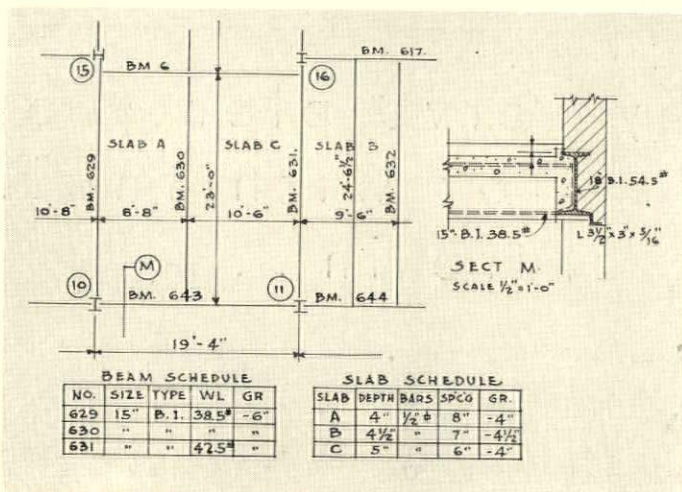 BM. 617
15
BM 6
16
SLAB A
SLAB C
SLAB B
BM. 629
BM. 630
23'-0"
BM. 631.
24-6½"
BM. 632
10'-8"
8'-8"
10'-6"
9'-6"
M
10
BM. 643
11
BM. 644
19'-4"
18" B.I. 54.5#
15"-B.I. 38.5#
L 3½" x 3" x 5/16"
SECT M.
SCALE ½" = 1'-0"
BEAM SCHEDULE
NO. SIZE TYPE WL GR
629 15" B.I. 38.5# -6"
630 " " " "
631 " " 42.5# "
SLAB SCHEDULE
SLAB DEPTH BARS SPC'G GR.
A 4" ½"ϕ 8" -4"
B 4½" " 7" -4½"
C 5" " 6" -4"